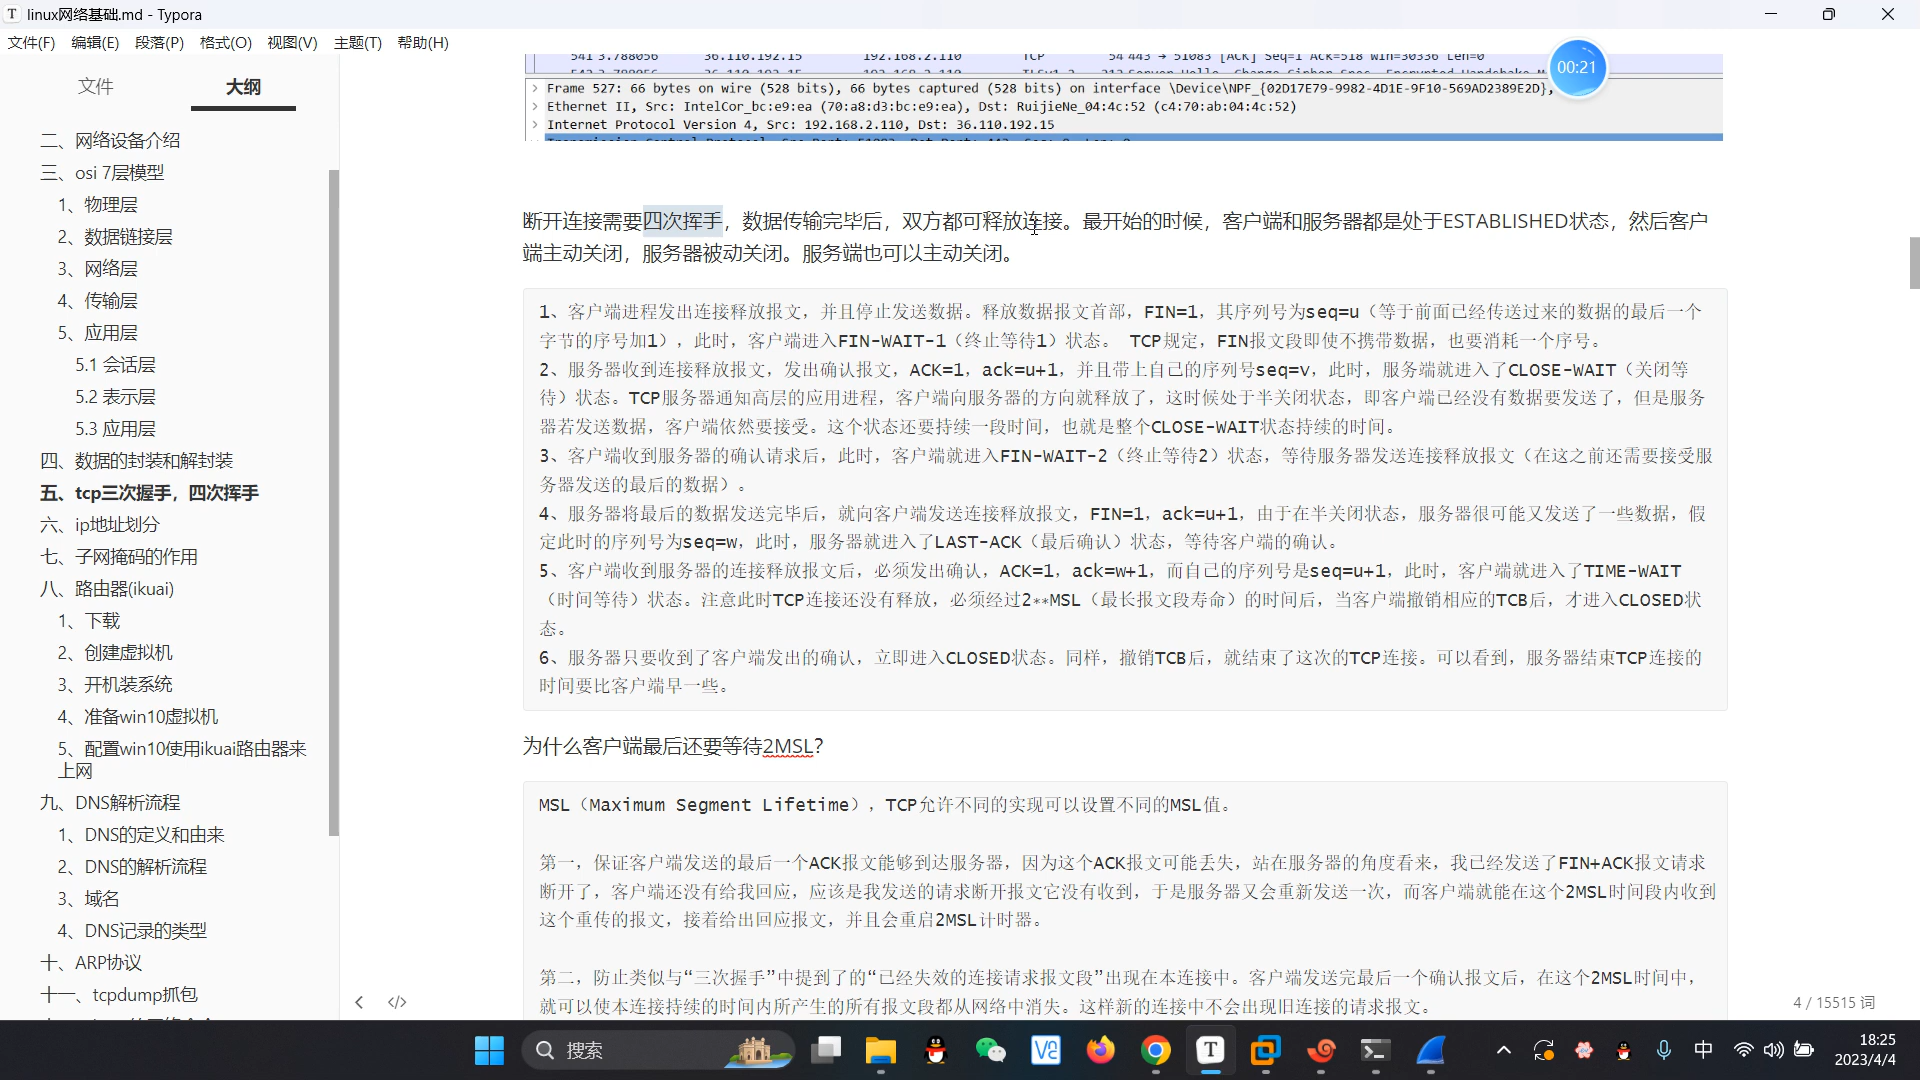 linux网络基础.md - Typora
文件(F) 编辑(E) 段落(P) 格式(O) 视图(V) 主题(T) 帮助(H)
文件 大纲
二、网络设备介绍
三、osi 7层模型
1、物理层
2、数据链接层
3、网络层
4、传输层
5、应用层
5.1 会话层
5.2 表示层
5.3 应用层
四、数据的封装和解封装
五、tcp三次握手，四次挥手
六、ip地址划分
七、子网掩码的作用
八、路由器(ikuai)
1、下载
2、创建虚拟机
3、开机装系统
4、准备win10虚拟机
5、配置win10使用ikuai路由器来
上网
九、DNS解析流程
1、DNS的定义和由来
2、DNS的解析流程
3、域名
4、DNS记录的类型
十、ARP协议
十一、tcpdump抓包
541 3.788056 36.110.192.15 192.168.2.110 TCP 54 443 → 51083 [ACK] Seq=1 Ack=518 Win=30336 Len=0
00:21
Frame 527: 66 bytes on wire (528 bits), 66 bytes captured (528 bits) on interface \Device\NPF_{02D17E79-9982-4D1E-9F10-569AD2389E2D},
Ethernet II, Src: IntelCor_bc:e9:ea (70:a8:d3:bc:e9:ea), Dst: RuijieNe_04:4c:52 (c4:70:ab:04:4c:52)
Internet Protocol Version 4, Src: 192.168.2.110, Dst: 36.110.192.15
断开连接需要四次挥手，数据传输完毕后，双方都可释放连接。最开始的时候，客户端和服务器都是处于ESTABLISHED状态，然后客户
端主动关闭，服务器被动关闭。服务端也可以主动关闭。
1、客户端进程发出连接释放报文，并且停止发送数据。释放数据报文首部，FIN=1，其序列号为seq=u（等于前面已经传送过来的数据的最后一个
字节的序号加1），此时，客户端进入FIN-WAIT-1（终止等待1）状态。 TCP规定，FIN报文段即使不携带数据，也要消耗一个序号。
2、服务器收到连接释放报文，发出确认报文，ACK=1，ack=u+1，并且带上自己的序列号seq=v，此时，服务端就进入了CLOSE-WAIT（关闭等
待）状态。TCP服务器通知高层的应用进程，客户端向服务器的方向就释放了，这时候处于半关闭状态，即客户端已经没有数据要发送了，但是服务
器若发送数据，客户端依然要接受。这个状态还要持续一段时间，也就是整个CLOSE-WAIT状态持续的时间。
3、客户端收到服务器的确认请求后，此时，客户端就进入FIN-WAIT-2（终止等待2）状态，等待服务器发送连接释放报文（在这之前还需要接受服
务器发送的最后的数据）。
4、服务器将最后的数据发送完毕后，就向客户端发送连接释放报文，FIN=1，ack=u+1，由于在半关闭状态，服务器很可能又发送了一些数据，假
定此时的序列号为seq=w，此时，服务器就进入了LAST-ACK（最后确认）状态，等待客户端的确认。
5、客户端收到服务器的连接释放报文后，必须发出确认，ACK=1，ack=w+1，而自己的序列号是seq=u+1，此时，客户端就进入了TIME-WAIT
（时间等待）状态。注意此时TCP连接还没有释放，必须经过2**MSL（最长报文段寿命）的时间后，当客户端撤销相应的TCB后，才进入CLOSED状
态。
6、服务器只要收到了客户端发出的确认，立即进入CLOSED状态。同样，撤销TCB后，就结束了这次的TCP连接。可以看到，服务器结束TCP连接的
时间要比客户端早一些。
为什么客户端最后还要等待2MSL？
MSL（Maximum Segment Lifetime），TCP允许不同的实现可以设置不同的MSL值。
第一，保证客户端发送的最后一个ACK报文能够到达服务器，因为这个ACK报文可能丢失，站在服务器的角度看来，我已经发送了FIN+ACK报文请求
断开了，客户端还没有给我回应，应该是我发送的请求断开报文它没有收到，于是服务器又会重新发送一次，而客户端就能在这个2MSL时间段内收到
这个重传的报文，接着给出回应报文，并且会重启2MSL计时器。
第二，防止类似与“三次握手”中提到了的“已经失效的连接请求报文段”出现在本连接中。客户端发送完最后一个确认报文后，在这个2MSL时间中，
就可以使本连接持续的时间内所产生的所有报文段都从网络中消失。这样新的连接中不会出现旧连接的请求报文。
4 / 15515 词
搜索
中
18:25
2023/4/4